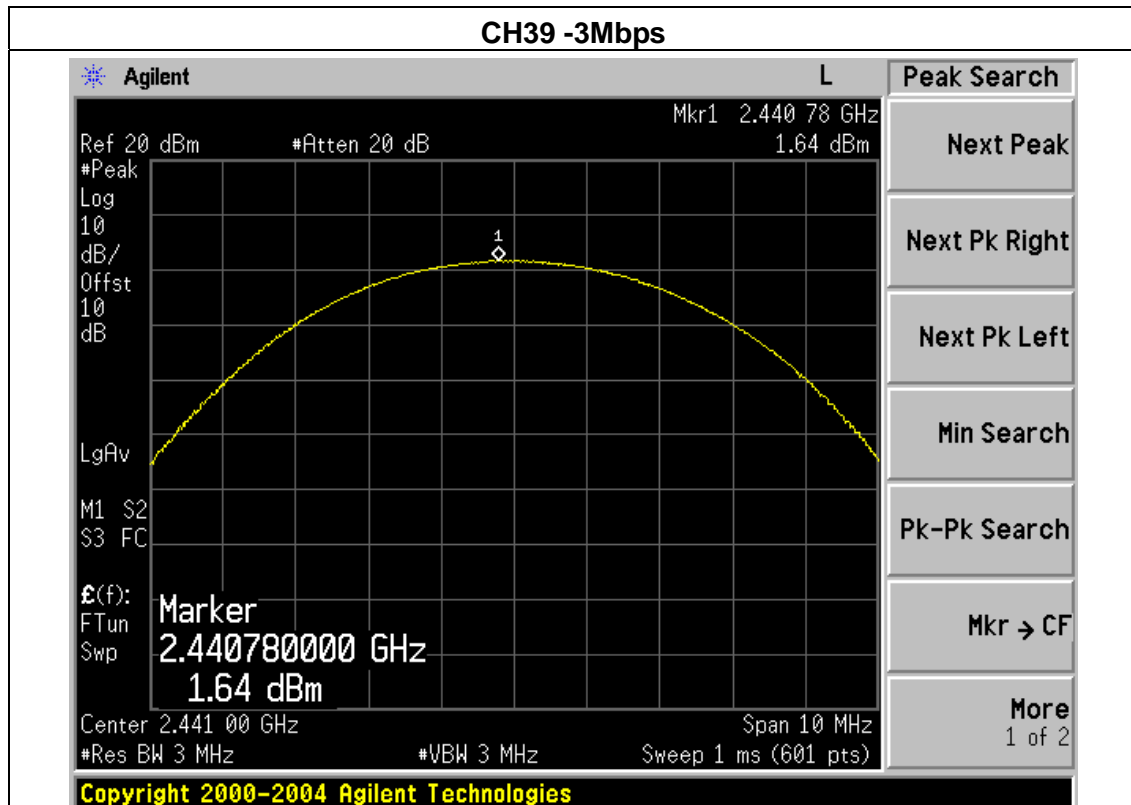 CH39 -3Mbps
Agilent L Peak Search
Mkr1 2.440 78 GHz
Ref 20 dBm #Atten 20 dB 1.64 dBm
#Peak
Log
10
dB/
Offst
10
dB
1
LgAv
M1 S2
S3 FC
£(f):
FTun
Swp
Marker
2.440780000 GHz
1.64 dBm
Center 2.441 00 GHz Span 10 MHz
#Res BW 3 MHz #VBW 3 MHz Sweep 1 ms (601 pts)
Next Peak
Next Pk Right
Next Pk Left
Min Search
Pk-Pk Search
Mkr → CF
More
1 of 2
Copyright 2000-2004 Agilent Technologies